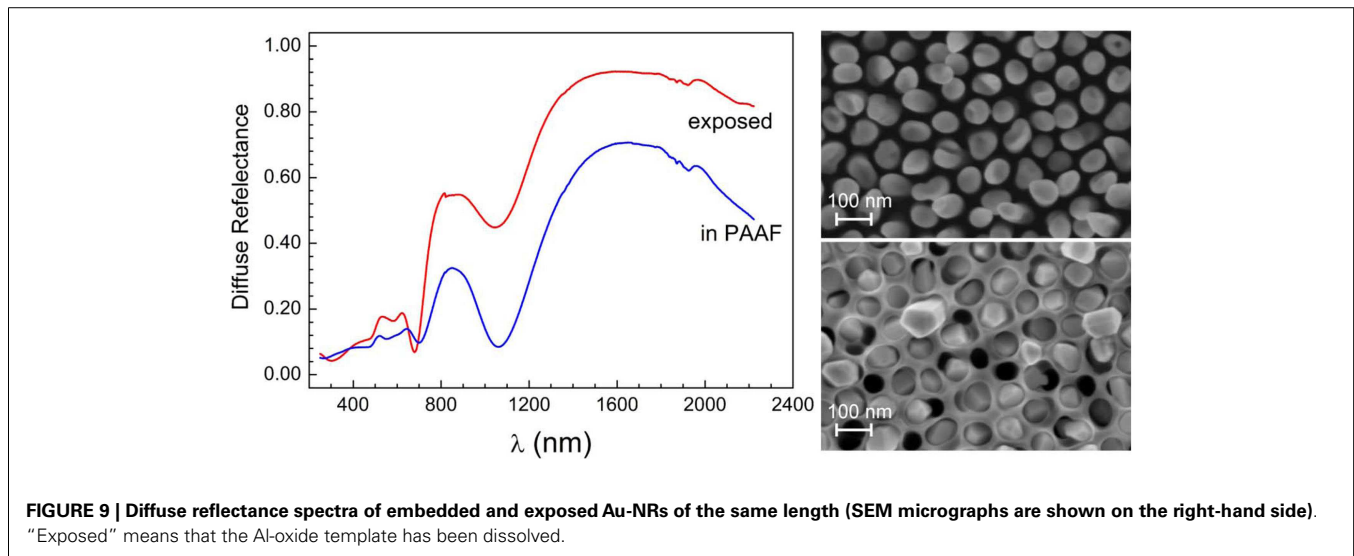 1.00
0.80
0.60
0.40
0.20
0.00
Diffuse Refelectance
exposed
in PAAF
400 800 1200 1600 2000 2400
λ (nm)
100 nm
100 nm
FIGURE 9 | Diffuse reflectance spectra of embedded and exposed Au-NRs of the same length (SEM micrographs are shown on the right-hand side).
“Exposed” means that the Al-oxide template has been dissolved.